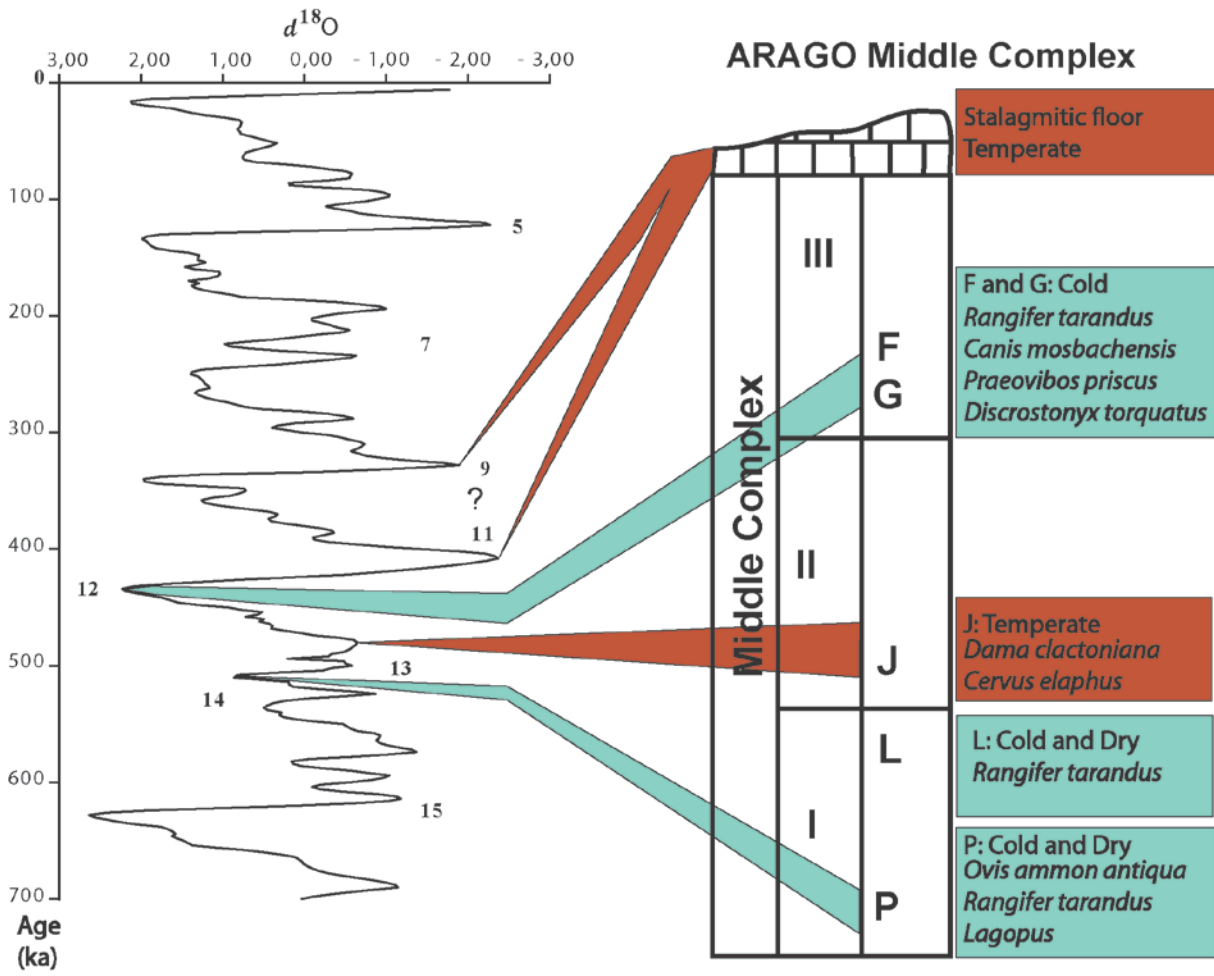 d18O
3,00 2,00 1,00 0,00 - 1,00 - 2,00 - 3,00
0
100
200
300
400
500
600
700
Age
(ka)
5
7
9
?
11
12
13
14
15
ARAGO Middle Complex
Middle Complex
III
II
I
F
G
J
L
P
Stalagmitic floor
Temperate
F and G: Cold
Rangifer tarandus
Canis mosbachensis
Praeovibos priscus
Discrostonyx torquatus
J: Temperate
Dama clactoniana
Cervus elaphus
L: Cold and Dry
Rangifer tarandus
P: Cold and Dry
Ovis ammon antiqua
Rangifer tarandus
Lagopus